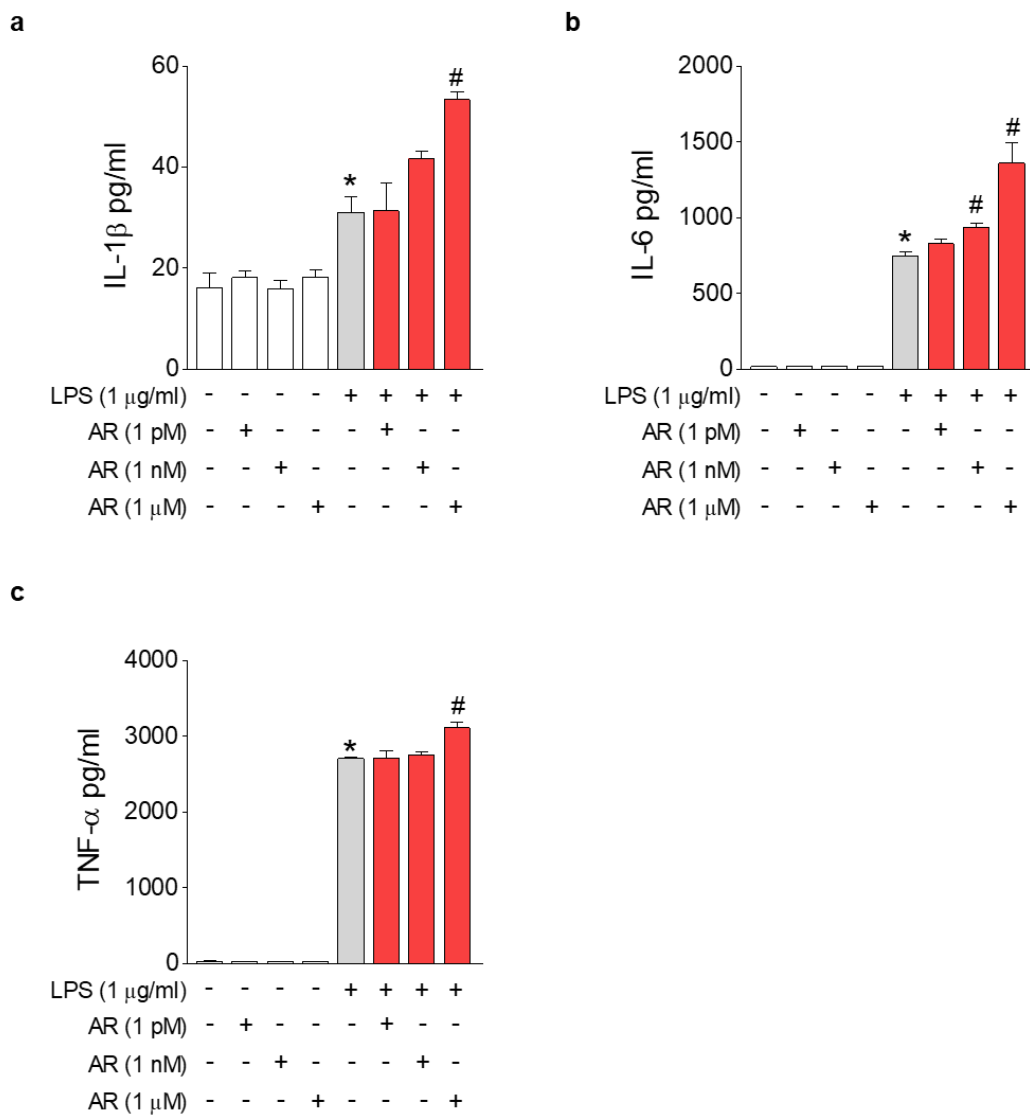 a
60
40
20
0
IL-1β pg/ml
*
#
LPS (1 μg/ml) - - - - + + + +
AR (1 pM) - + - - - + - -
AR (1 nM) - - + - - - + -
AR (1 μM) - - - + - - - +
b
2000
1500
1000
500
0
IL-6 pg/ml
*
#
#
LPS (1 μg/ml) - - - - + + + +
AR (1 pM) - + - - - + - -
AR (1 nM) - - + - - - + -
AR (1 μM) - - - + - - - +
c
4000
3000
2000
1000
0
TNF-α pg/ml
*
#
LPS (1 μg/ml) - - - - + + + +
AR (1 pM) - + - - - + - -
AR (1 nM) - - + - - - + -
AR (1 μM) - - - + - - - +